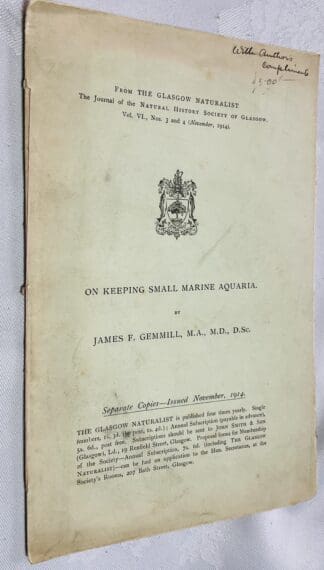 With Author's
Compliments
£5.00
FROM THE GLASGOW NATURALIST
The Journal of the NATURAL HISTORY SOCIETY OF GLASGOW.
Vol. VI., Nos. 3 and 4 (November, 1914).
ON KEEPING SMALL MARINE AQUARIA.
BY
JAMES F. GEMMILL, M.A., M.D., D.Sc.
Separate Copies—Issued November, 1914.
THE GLASGOW NATURALIST is published four times yearly. Single
numbers, 1s. 3d. (by post, 1s. 4d.); Annual Subscription (payable in advance),
5s. 6d., post free. Subscriptions should be sent to JOHN SMITH & SON
(Glasgow), Ld., 19 Renfield Street, Glasgow. Proposal forms for Membership
of the Society—Annual Subscription, 7s. 6d. (including THE GLASGOW
NATURALIST)—can be had on application to the Hon. Secretaries, at the
Society's Rooms, 207 Bath Street, Glasgow.